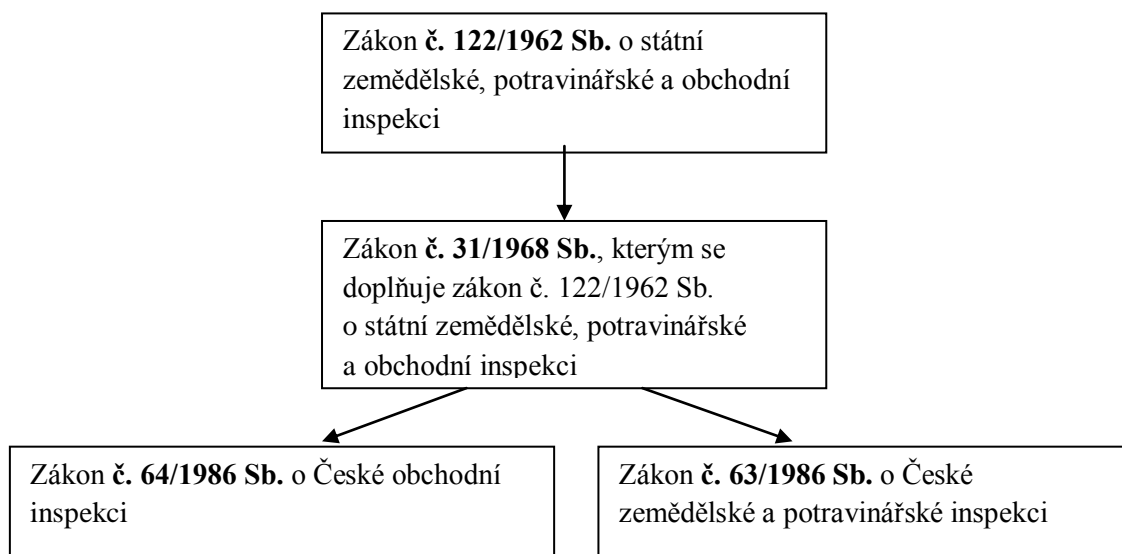 Zákon č. 122/1962 Sb. o státní
zemědělské, potravinářské a obchodní
inspekci
Zákon č. 31/1968 Sb., kterým se
doplňuje zákon č. 122/1962 Sb.
o státní zemědělské, potravinářské
a obchodní inspekci
Zákon č. 64/1986 Sb. o České obchodní
inspekci
Zákon č. 63/1986 Sb. o České
zemědělské a potravinářské inspekci